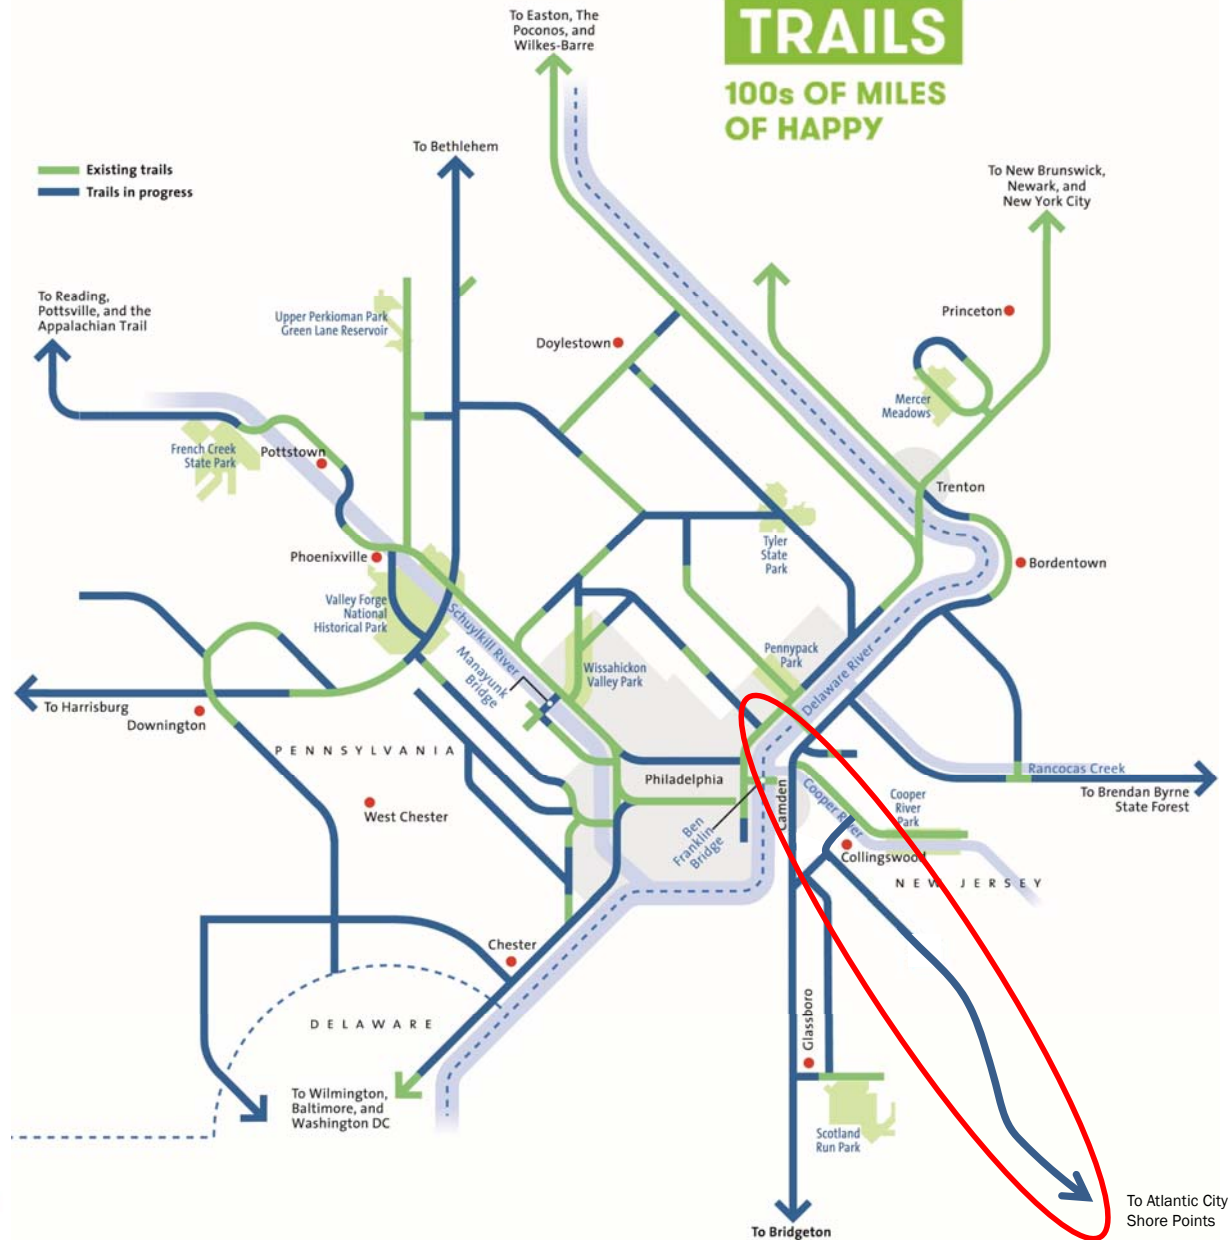 TRAILS
100s OF MILES
OF HAPPY
To Easton, The
Poconos, and
Wilkes-Barre
To Bethlehem
Existing trails
Trails in progress
To New Brunswick,
Newark, and
New York City
To Reading,
Pottsville, and the
Appalachian Trail
Upper Perkioman Park
Green Lane Reservoir
Doylestown
Princeton
Mercer
Meadows
French Creek
State Park
Pottstown
Trenton
Tyler
State
Park
Phoenixville
Bordentown
Valley Forge
National
Historical Park
Schuylkill River
Manayunk
Bridge
Wissahickon
Valley Park
Pennypack
Park
Delaware River
To Harrisburg
Downington
PENNSYLVANIA
Philadelphia
Camden
Cooper River
Cooper
River
Park
Rancocas Creek
To Brendan Byrne
State Forest
West Chester
Ben
Franklin
Bridge
Collingswood
NEW JERSEY
Chester
DELAWARE
Glassboro
To Wilmington,
Baltimore, and
Washington DC
Scotland
Run Park
To Atlantic City
Shore Points
To Bridgeton